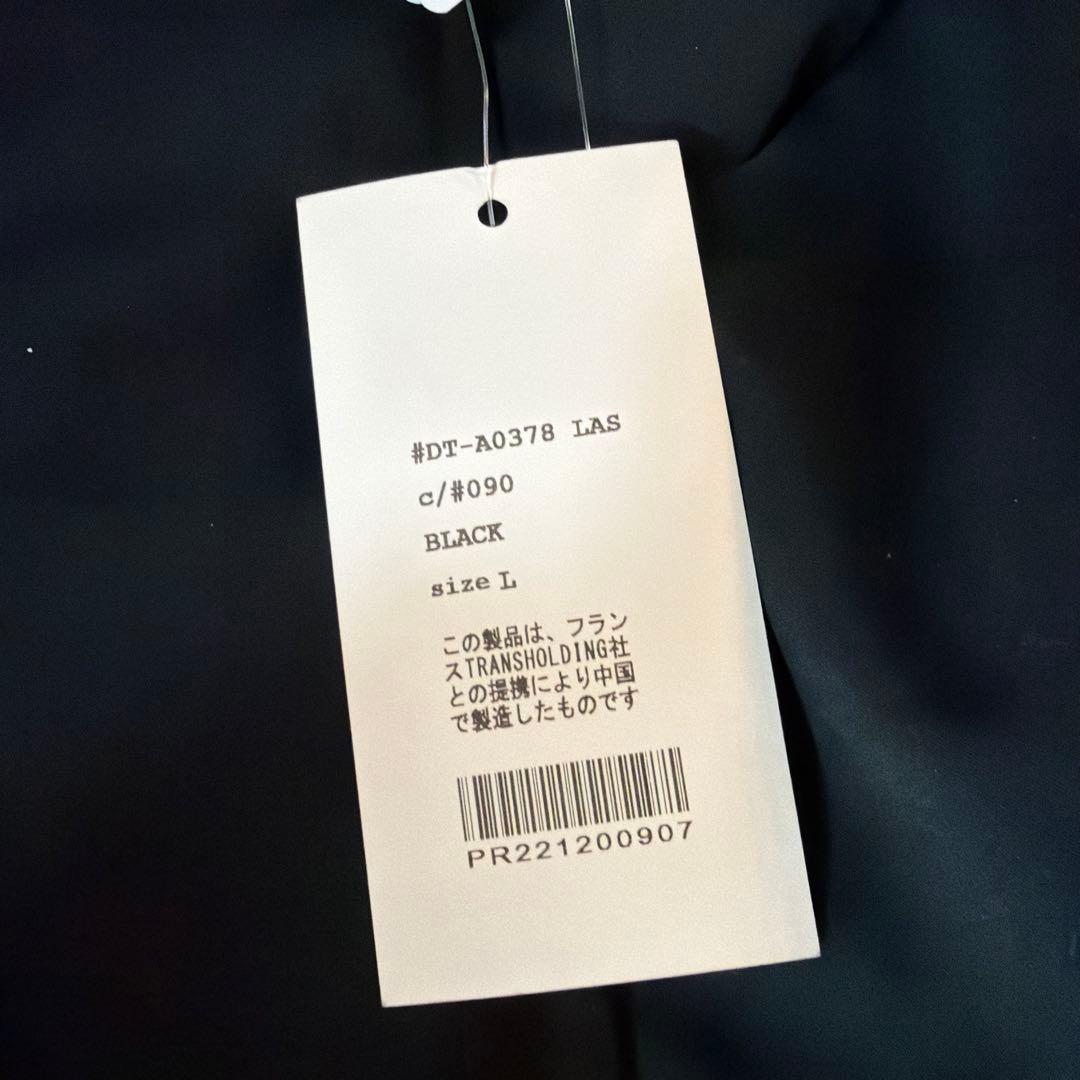 #DT-A0378 LAS
c/#090
BLACK
size L
この製品は、フラン
スTRANSHOLDING社
との提携により中国
で製造したものです
PR221200907